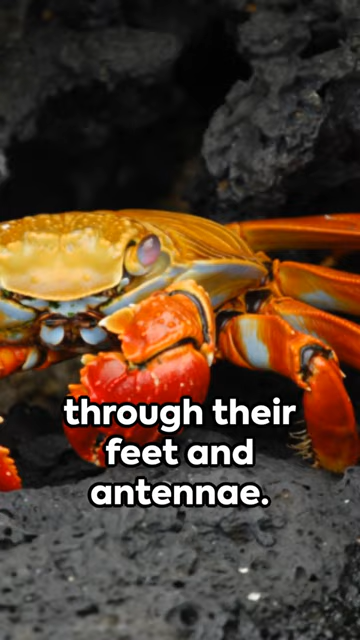 through their
feet and
antennae.